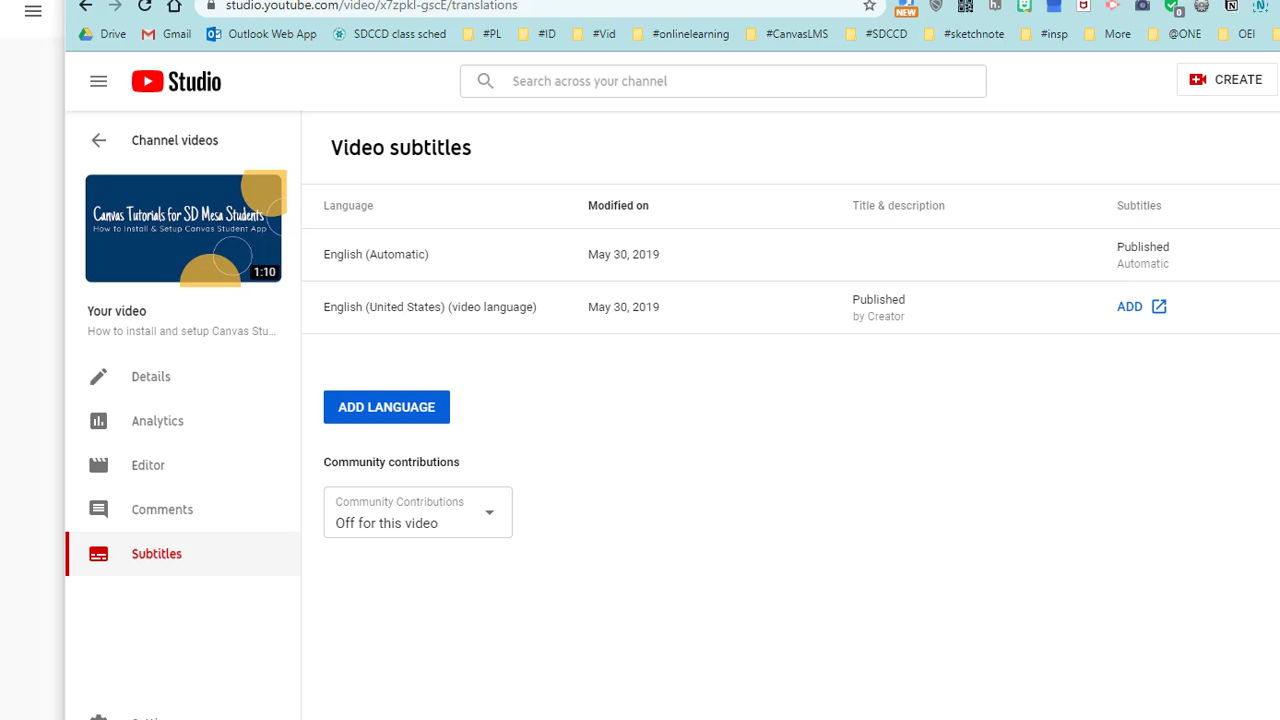 studio.youtube.com/video/x7zpkI-gscE/translations
NEW
0
Drive Gmail Outlook Web App SDCCD class sched #PL #ID #Vid #onlinelearning #CanvasLMS #SDCCD #sketchnote #insp More @ONE OEI
Studio
Search across your channel
CREATE
Channel videos
Canvas Tutorials for SD Mesa Students
How to Install & Setup Canvas Student App
1:10
Your video
How to install and setup Canvas Stu...
Details
Analytics
Editor
Comments
Subtitles
Video subtitles
Language Modified on Title & description Subtitles
English (Automatic) May 30, 2019 Published
Automatic
English (United States) (video language) May 30, 2019 Published ADD
by Creator
ADD LANGUAGE
Community contributions
Community Contributions
Off for this video